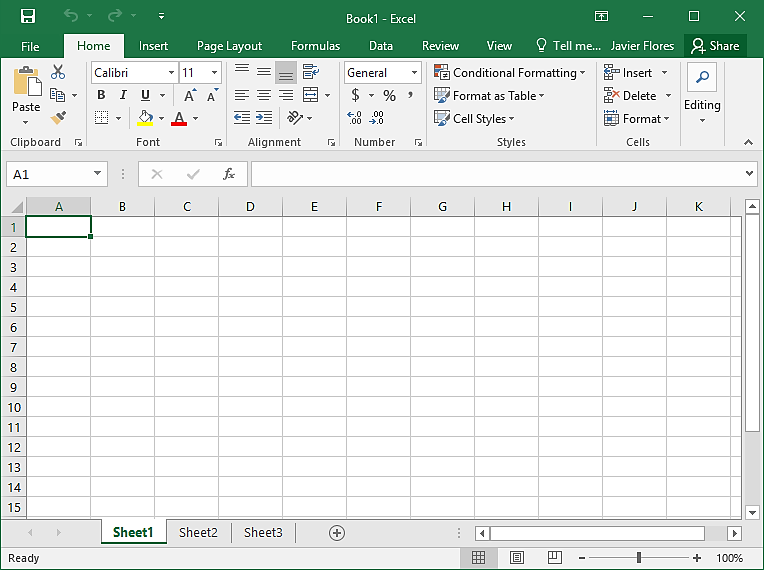 Book1 - Excel
File Home Insert Page Layout Formulas Data Review View Tell me... Javier Flores Share
Calibri 11 General Conditional Formatting Insert
Paste B I U $ % , Format as Table Delete Editing
A A A .00 Cell Styles Format
Clipboard Font Alignment Number Styles Cells
A1 fx
A B C D E F G H I J K
1
2
3
4
5
6
7
8
9
10
11
12
13
14
15
Sheet1 Sheet2 Sheet3
Ready 100%